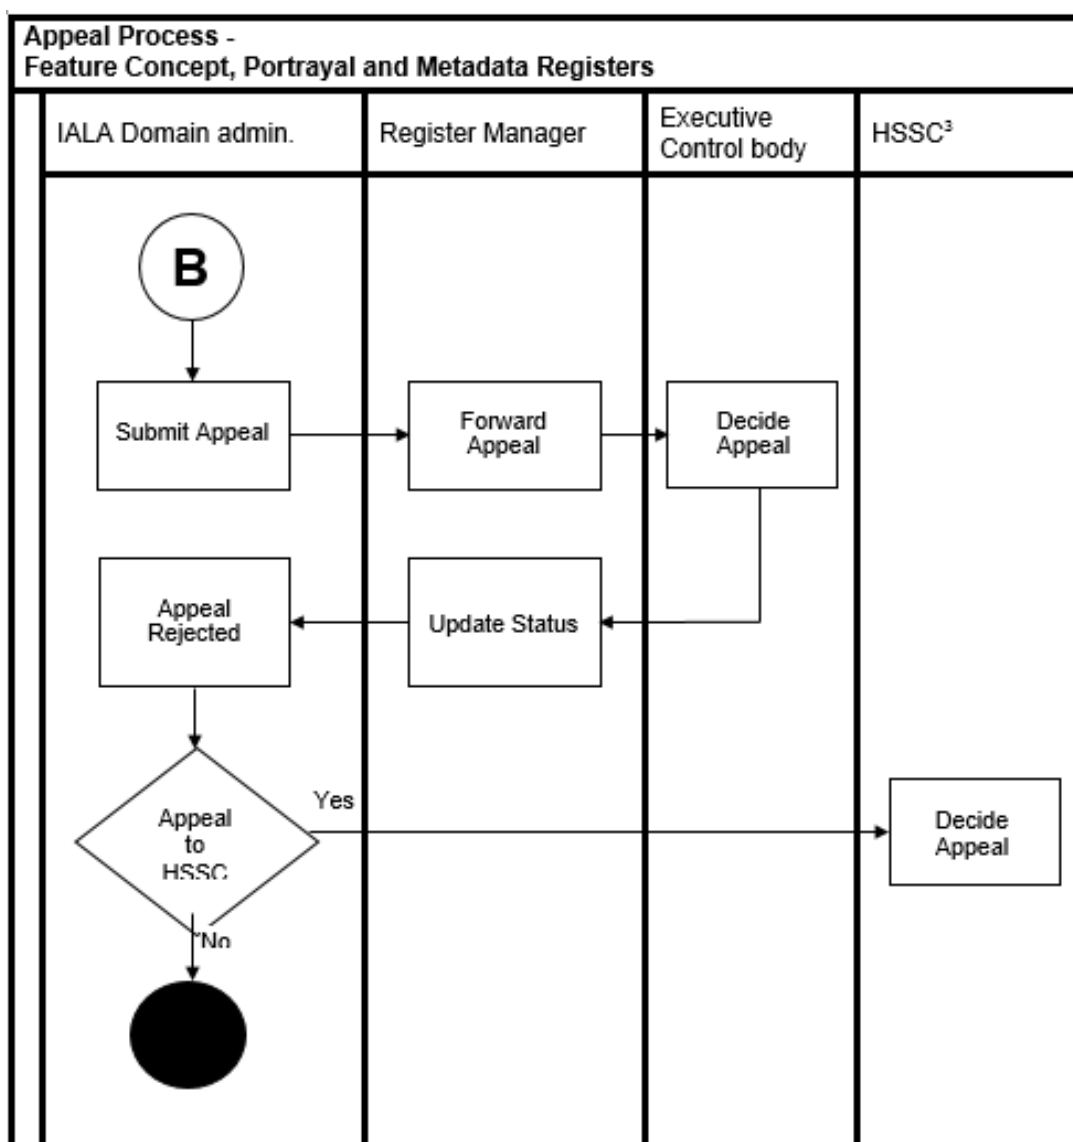 Appeal Process -
Feature Concept, Portrayal and Metadata Registers
IALA Domain admin.
Register Manager
Executive
Control body
HSSC³
B
Submit Appeal
Forward
Appeal
Decide
Appeal
Appeal
Rejected
Update Status
Appeal
to
HSSC
Yes
Decide
Appeal
No